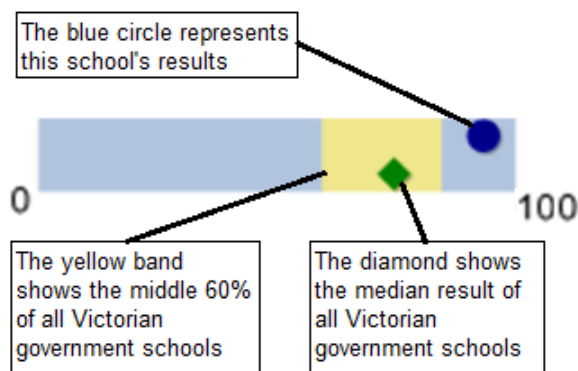 The blue circle represents
this school's results
0
100
The yellow band
shows the middle 60%
of all Victorian
government schools
The diamond shows
the median result of
all Victorian
government schools